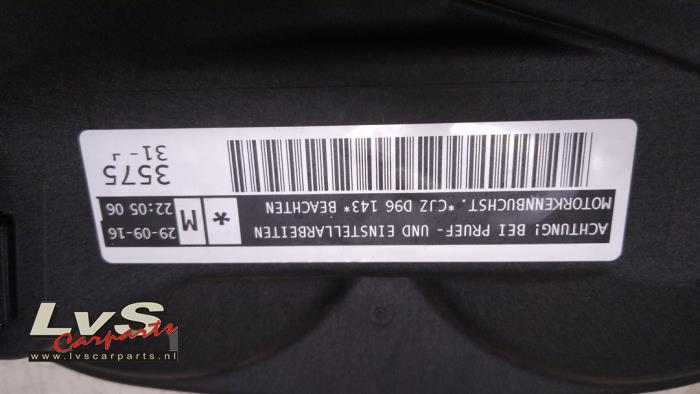 ACHTUNG! BEI PRUEF- UND EINSTELLARBEITEN
MOTORKENNBUCHST. *CJZ D96 143* BEACHTEN
*
M
29-09-16
22:05 06
3575
31-
LvS
Carparts
www.lvscarparts.nl